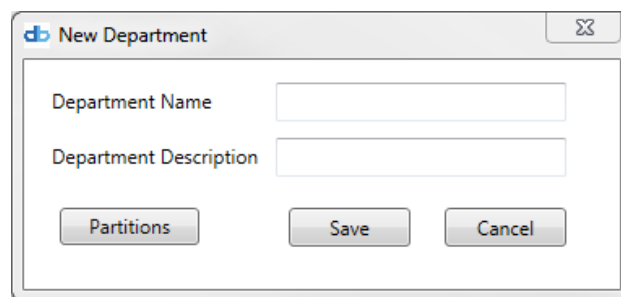 db New Department
Department Name
Department Description
Partitions Save Cancel